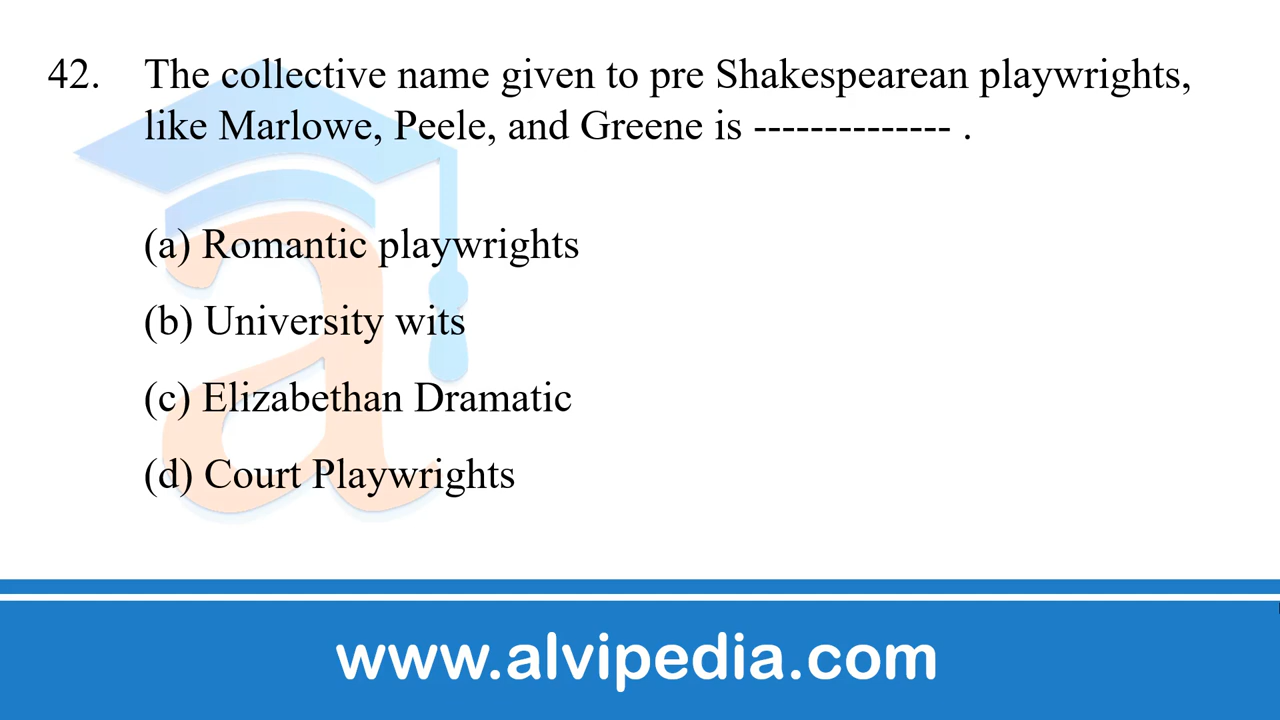 42. The collective name given to pre Shakespearean playwrights,
like Marlowe, Peele, and Greene is -------------- .
(a) Romantic playwrights
(b) University wits
(c) Elizabethan Dramatic
(d) Court Playwrights
www.alvipedia.com